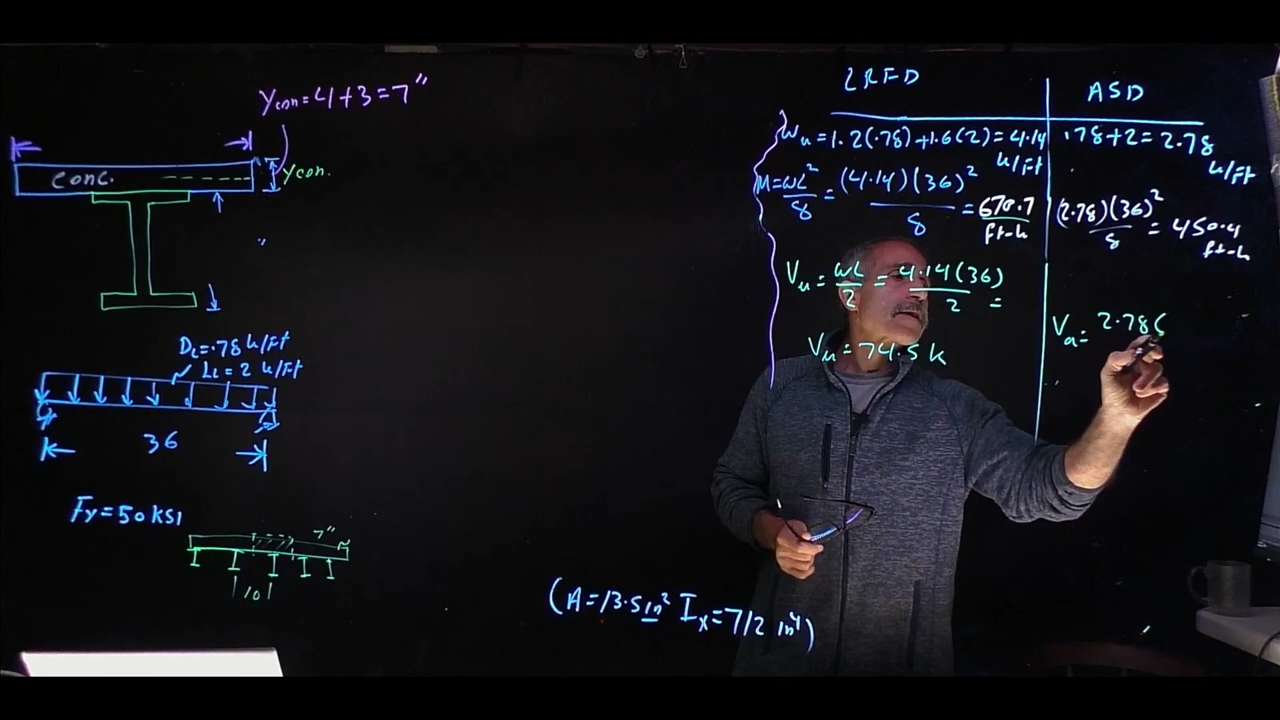 Ycon = 4 + 3 = 7"
conc.
Ycon.
DL = .78 k/ft
LL = 2 k/ft
36
Fy = 50 ksi
7"
10
LRFD
wu = 1.2(.78) + 1.6(2) = 4.14 k/ft
M = wL²/8 = (4.14)(36)²/8 = 670.7 ft-k
Vu = wL/2 = 4.14(36)/2 =
Vu = 74.5 k
ASD
.78 + 2 = 2.78 k/ft
(2.78)(36)²/8 = 450.4 ft-k
Va = 2.78(
(A = 13.5 in² Ix = 712 in⁴)